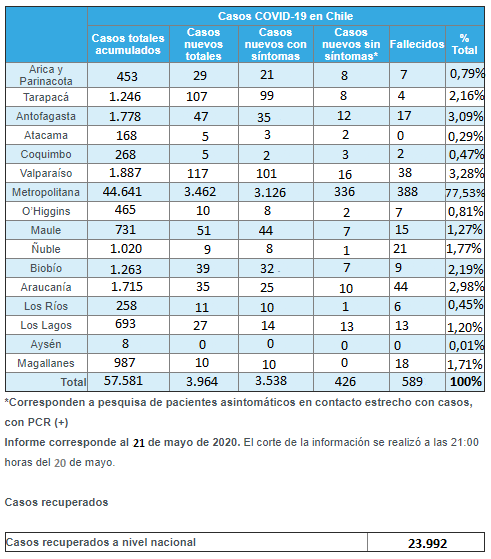 Casos COVID-19 en Chile
Casos totales acumulados | Casos nuevos totales | Casos nuevos con síntomas | Casos nuevos sin síntomas* | Fallecidos | % Total
Arica y Parinacota | 453 | 29 | 21 | 8 | 7 | 0,79%
Tarapacá | 1.246 | 107 | 99 | 8 | 4 | 2,16%
Antofagasta | 1.778 | 47 | 35 | 12 | 17 | 3,09%
Atacama | 168 | 5 | 3 | 2 | 0 | 0,29%
Coquimbo | 268 | 5 | 2 | 3 | 2 | 0,47%
Valparaíso | 1.887 | 117 | 101 | 16 | 38 | 3,28%
Metropolitana | 44.641 | 3.462 | 3.126 | 336 | 388 | 77,53%
O'Higgins | 465 | 10 | 8 | 2 | 7 | 0,81%
Maule | 731 | 51 | 44 | 7 | 15 | 1,27%
Ñuble | 1.020 | 9 | 8 | 1 | 21 | 1,77%
Biobío | 1.263 | 39 | 32 | 7 | 9 | 2,19%
Araucanía | 1.715 | 35 | 25 | 10 | 44 | 2,98%
Los Ríos | 258 | 11 | 10 | 1 | 6 | 0,45%
Los Lagos | 693 | 27 | 14 | 13 | 13 | 1,20%
Aysén | 8 | 0 | 0 | 0 | 0 | 0,01%
Magallanes | 987 | 10 | 10 | 0 | 18 | 1,71%
Total | 57.581 | 3.964 | 3.538 | 426 | 589 | 100%
*Corresponden a pesquisa de pacientes asintomáticos en contacto estrecho con casos,
con PCR (+)
Informe corresponde al 21 de mayo de 2020. El corte de la información se realizó a las 21:00
horas del 20 de mayo.
Casos recuperados
Casos recuperados a nivel nacional | 23.992